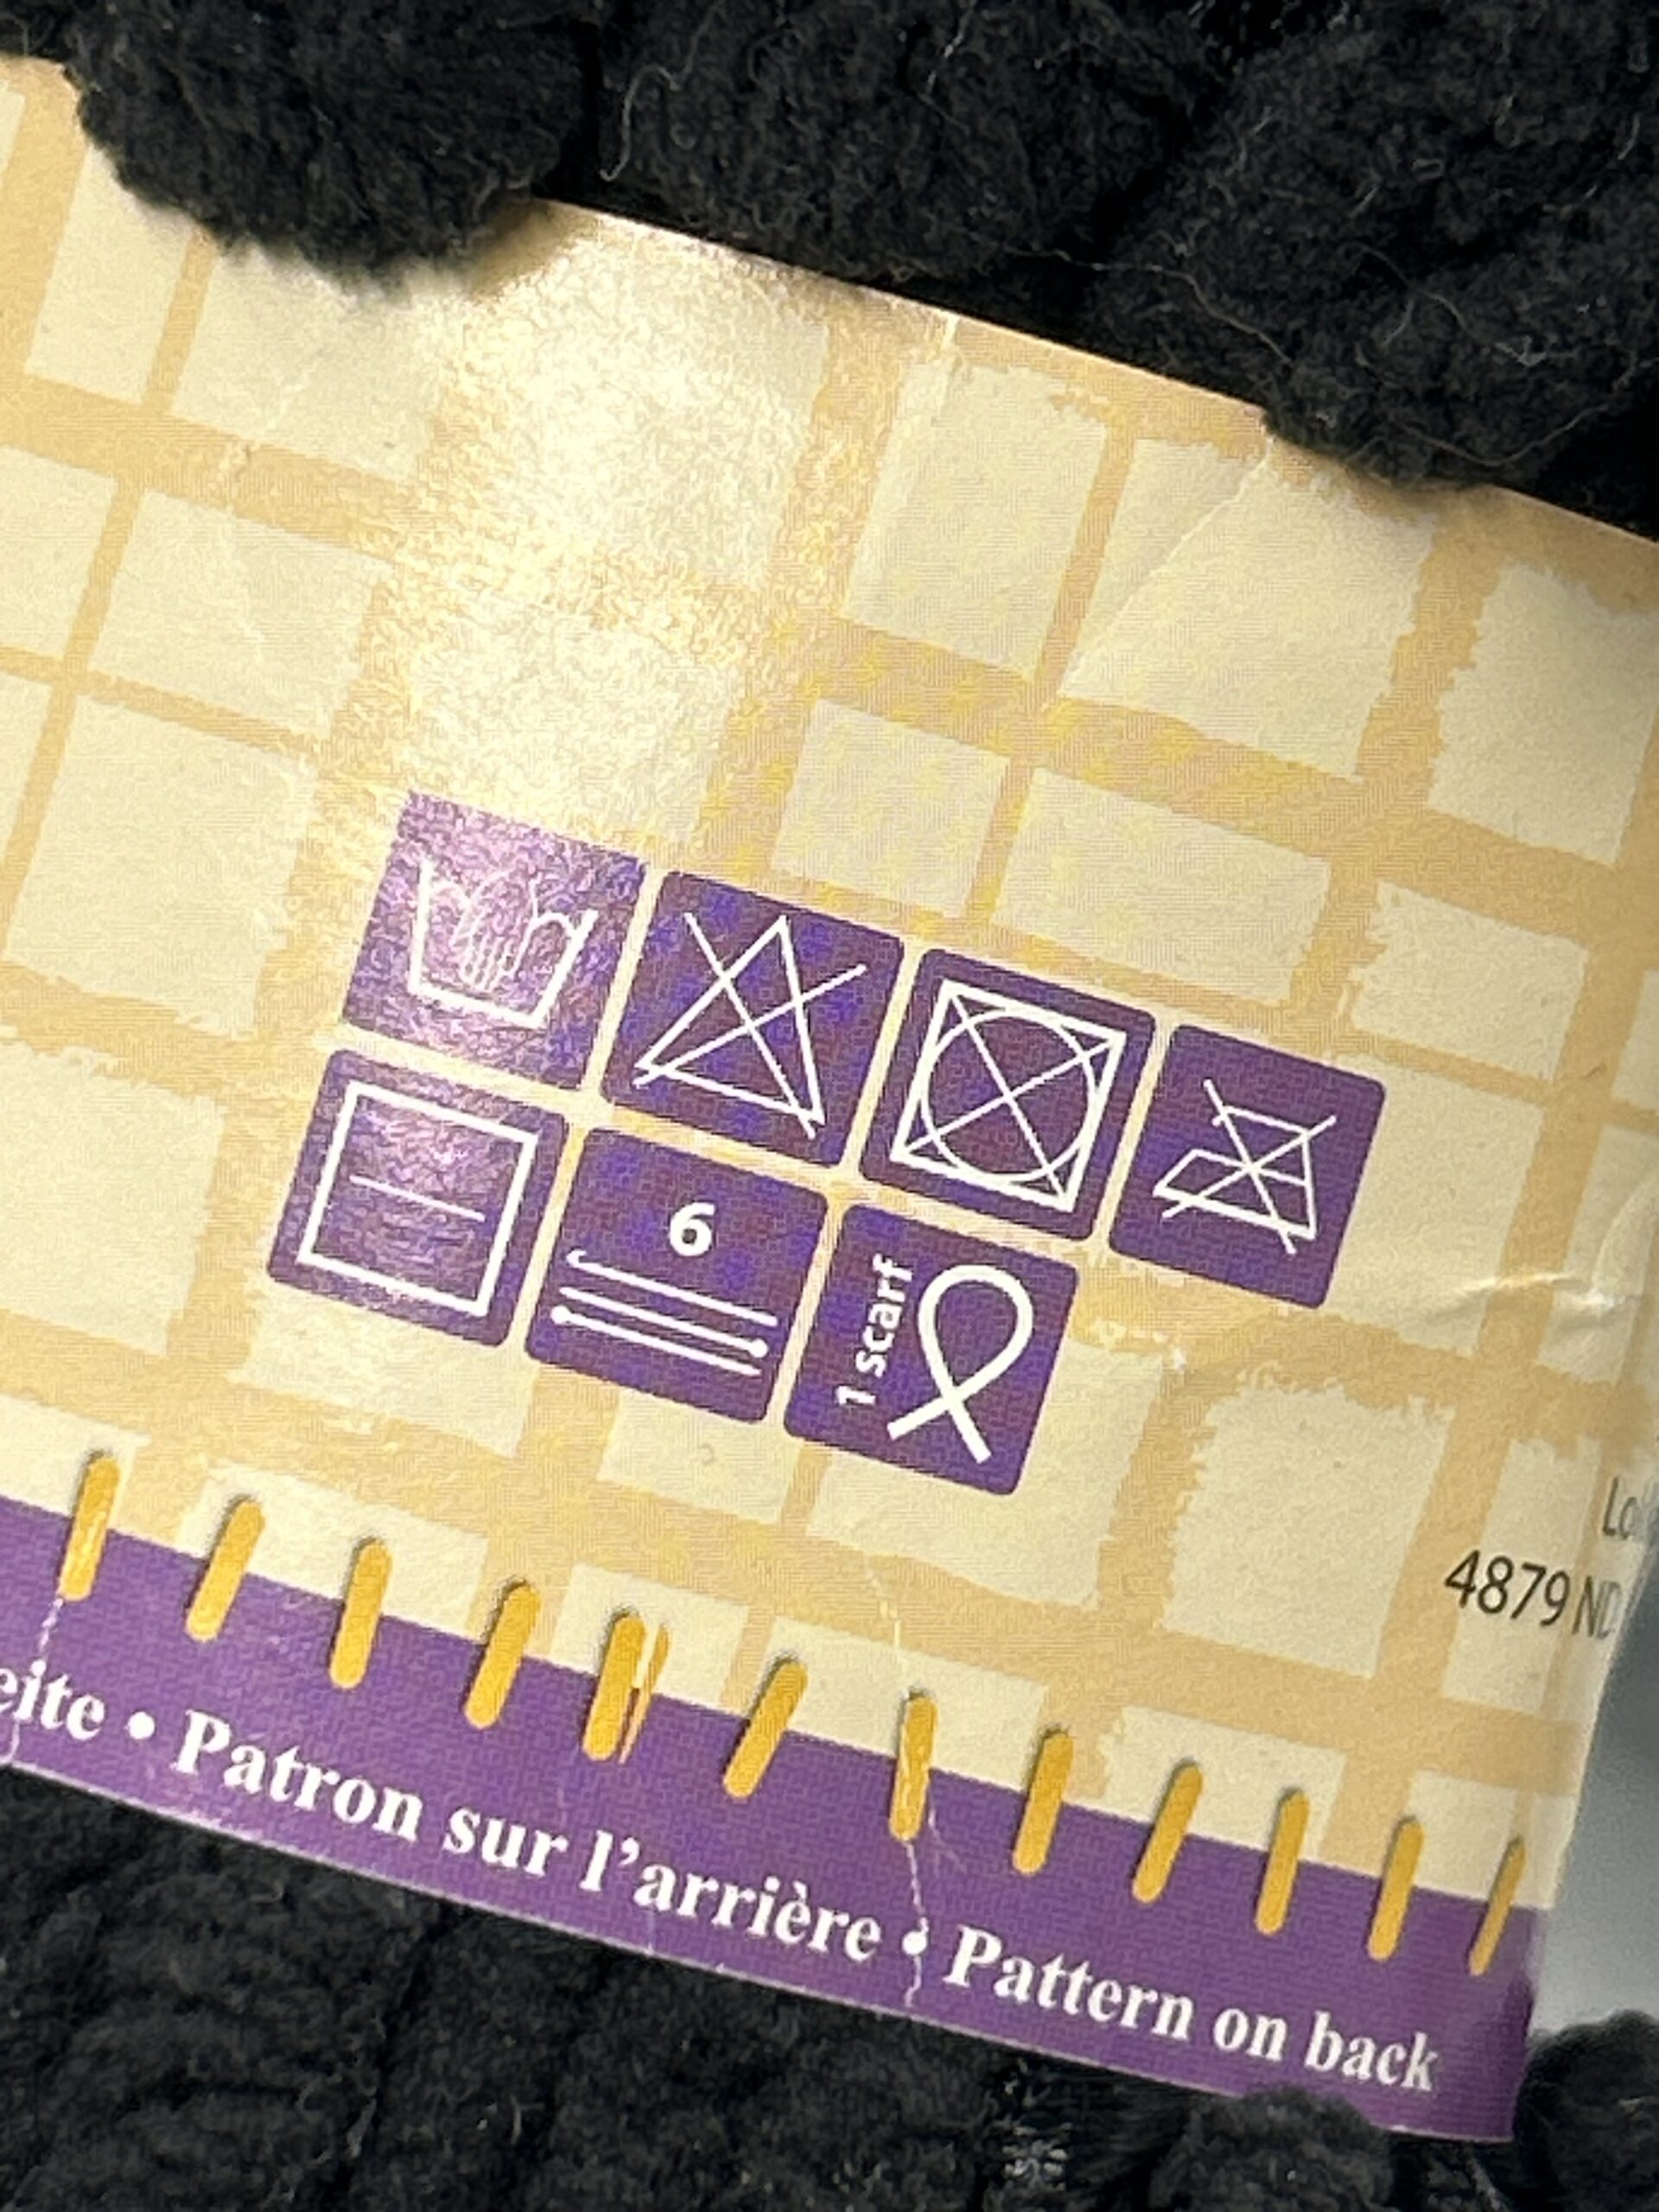 6
1 scarf
4879 ND
eite • Patron sur l'arrière • Pattern on back